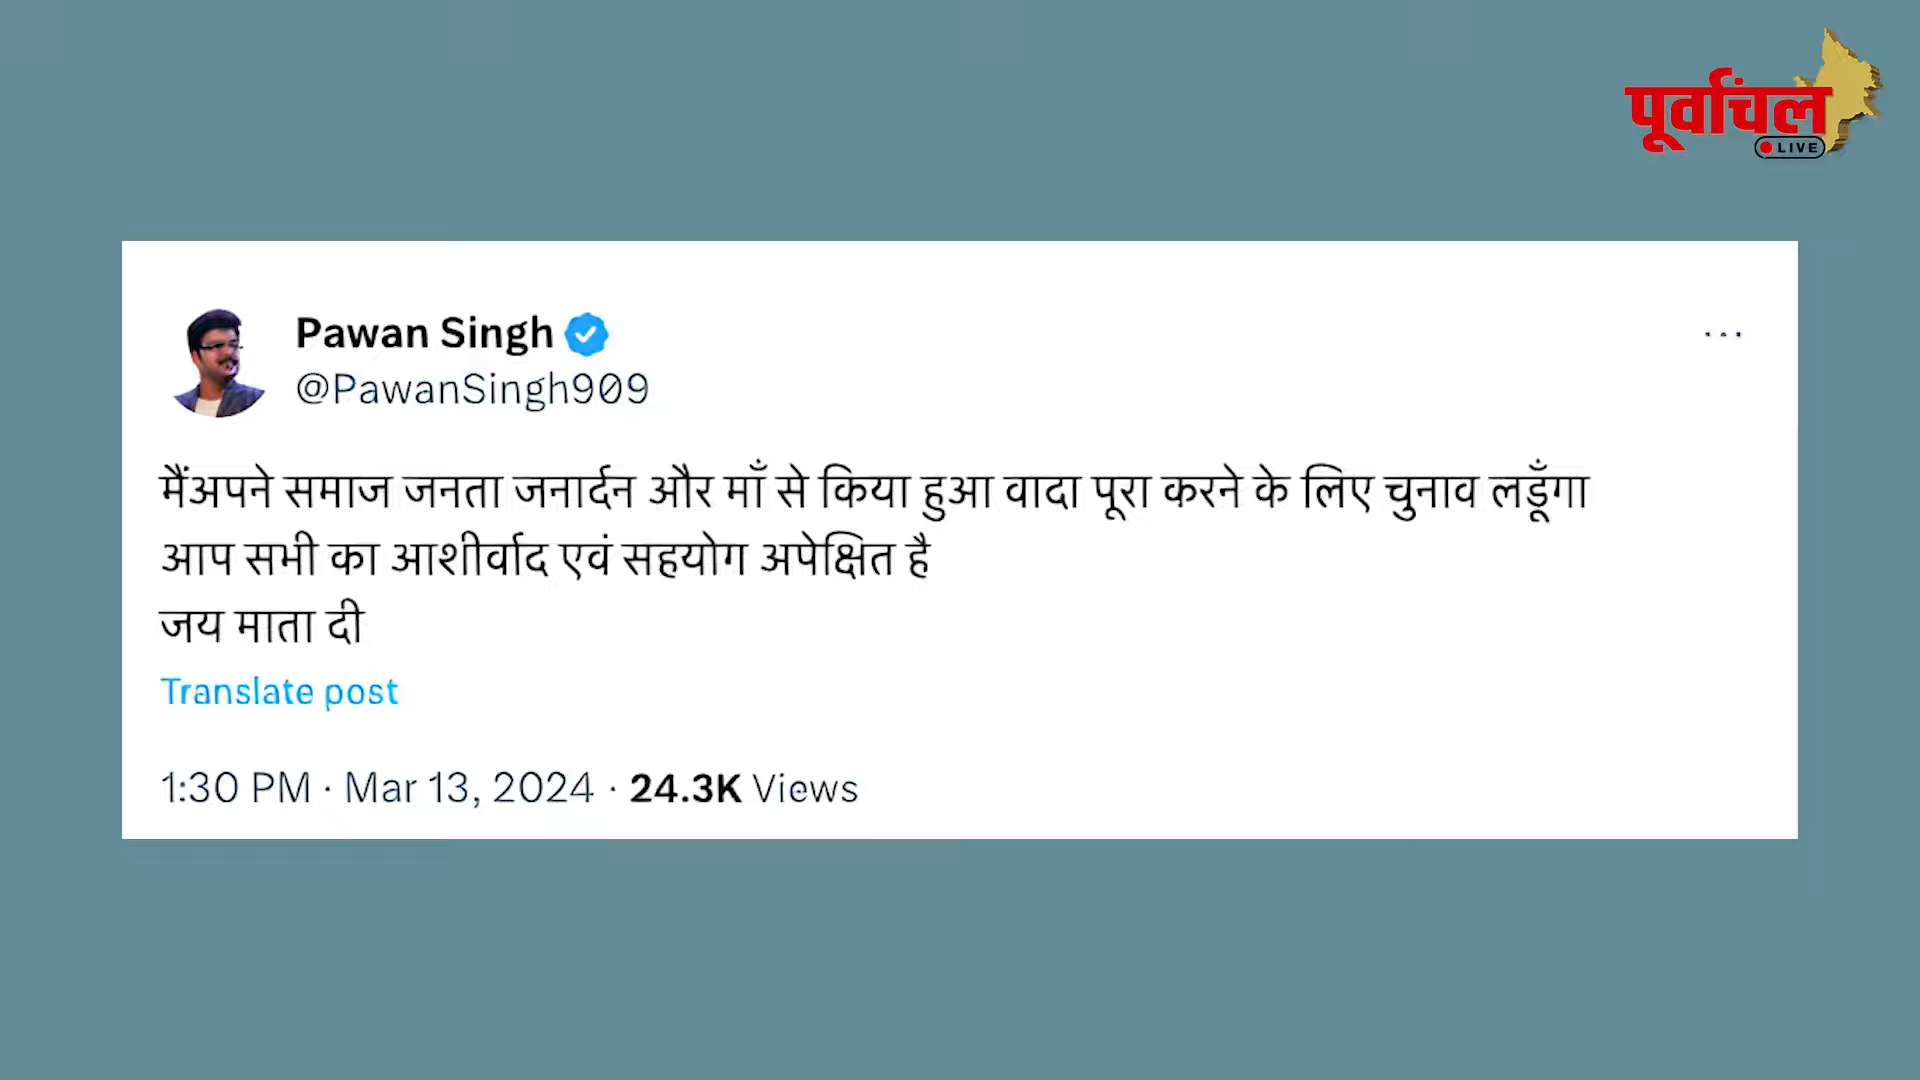 पूर्वांचल
LIVE
Pawan Singh
@PawanSingh909
मैंअपने समाज जनता जनार्दन और माँ से किया हुआ वादा पूरा करने के लिए चुनाव लडूँगा
आप सभी का आशीर्वाद एवं सहयोग अपेक्षित है
जय माता दी
Translate post
1:30 PM · Mar 13, 2024 · 24.3K Views